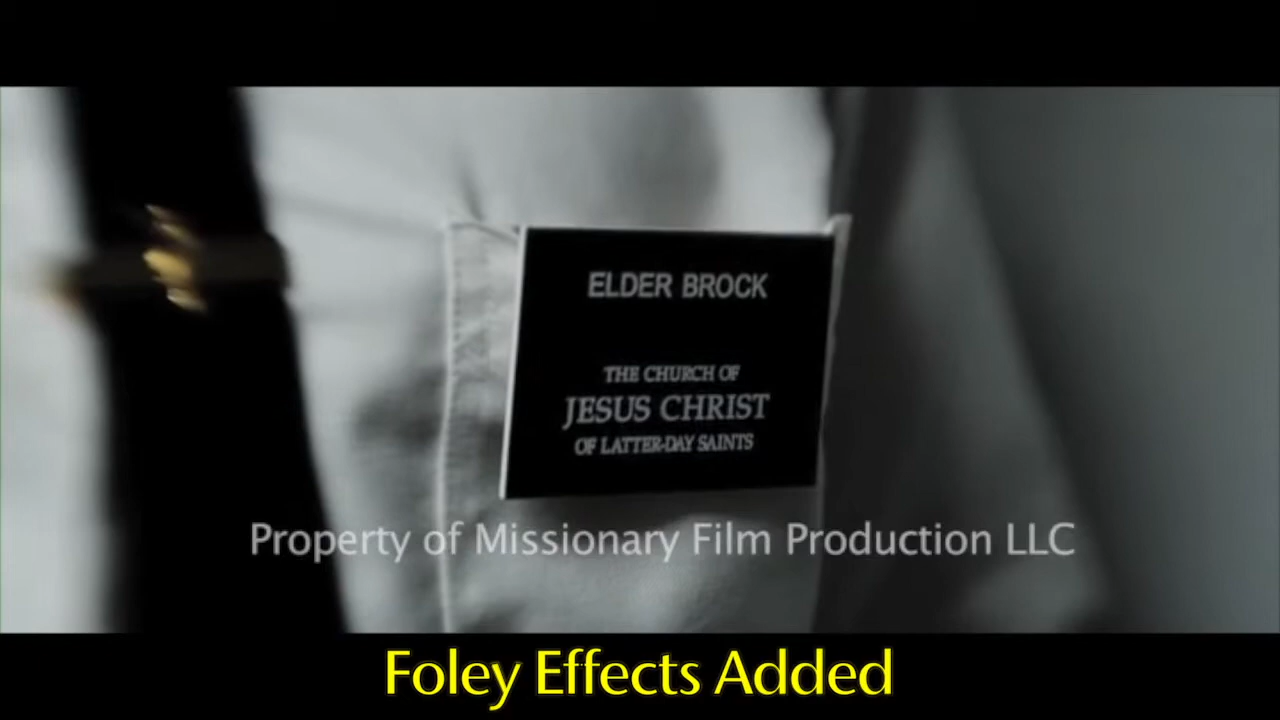 ELDER BROCK
THE CHURCH OF
JESUS CHRIST
OF LATTER-DAY SAINTS
Property of Missionary Film Production LLC
Foley Effects Added